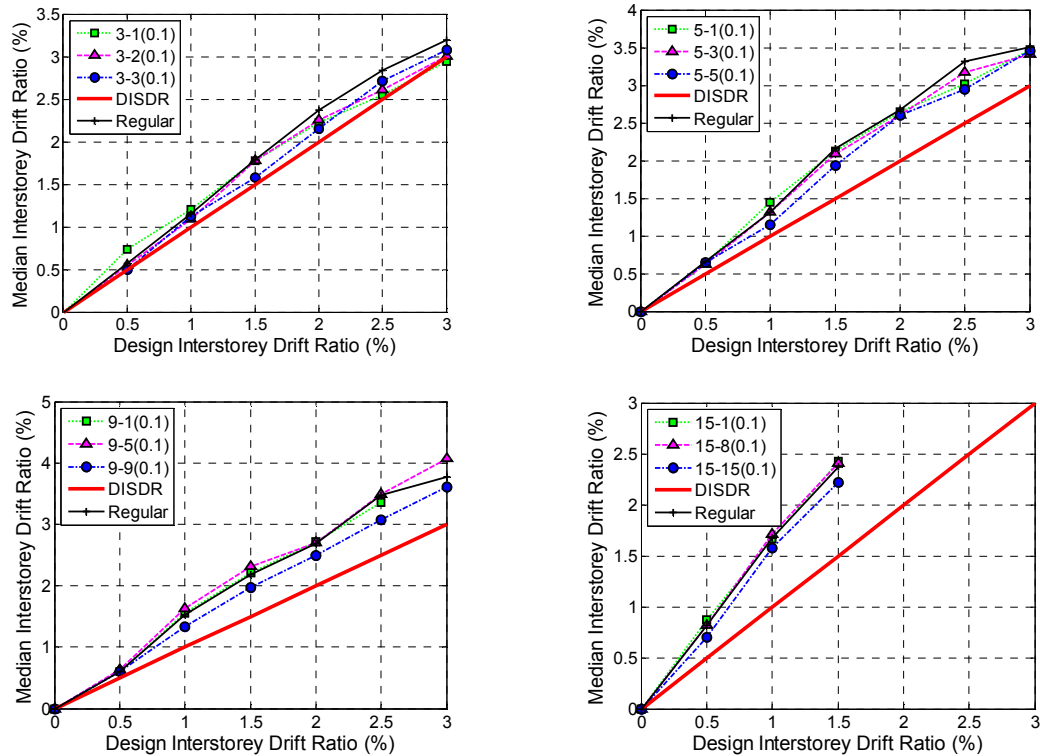 3.5
3
2.5
2
1.5
1
0.5
0
Median Interstorey Drift Ratio (%)
3-1(0.1)
3-2(0.1)
3-3(0.1)
DISDR
Regular
0 0.5 1 1.5 2 2.5 3
Design Interstorey Drift Ratio (%)
4
3.5
3
2.5
2
1.5
1
0.5
0
Median Interstorey Drift Ratio (%)
5-1(0.1)
5-3(0.1)
5-5(0.1)
DISDR
Regular
0 0.5 1 1.5 2 2.5 3
Design Interstorey Drift Ratio (%)
5
4
3
2
1
0
Median Interstorey Drift Ratio (%)
9-1(0.1)
9-5(0.1)
9-9(0.1)
DISDR
Regular
0 0.5 1 1.5 2 2.5 3
Design Interstorey Drift Ratio (%)
3
2.5
2
1.5
1
0.5
0
Median Interstorey Drift Ratio (%)
15-1(0.1)
15-8(0.1)
15-15(0.1)
DISDR
Regular
0 0.5 1 1.5 2 2.5 3
Design Interstorey Drift Ratio (%)